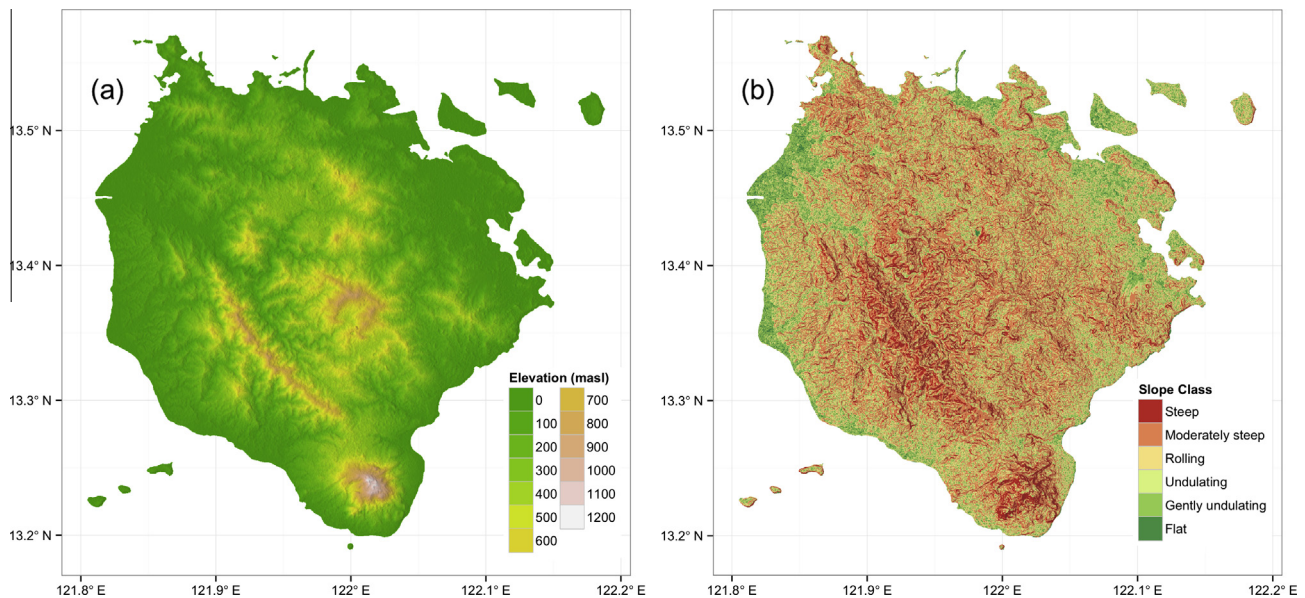 (a)
13.5° N
13.4° N
13.3° N
13.2° N
121.8° E 121.9° E 122° E 122.1° E 122.2° E
Elevation (masl)
0 700
100 800
200 900
300 1000
400 1100
500 1200
600
(b)
13.5° N
13.4° N
13.3° N
13.2° N
121.8° E 121.9° E 122° E 122.1° E 122.2° E
Slope Class
Steep
Moderately steep
Rolling
Undulating
Gently undulating
Flat